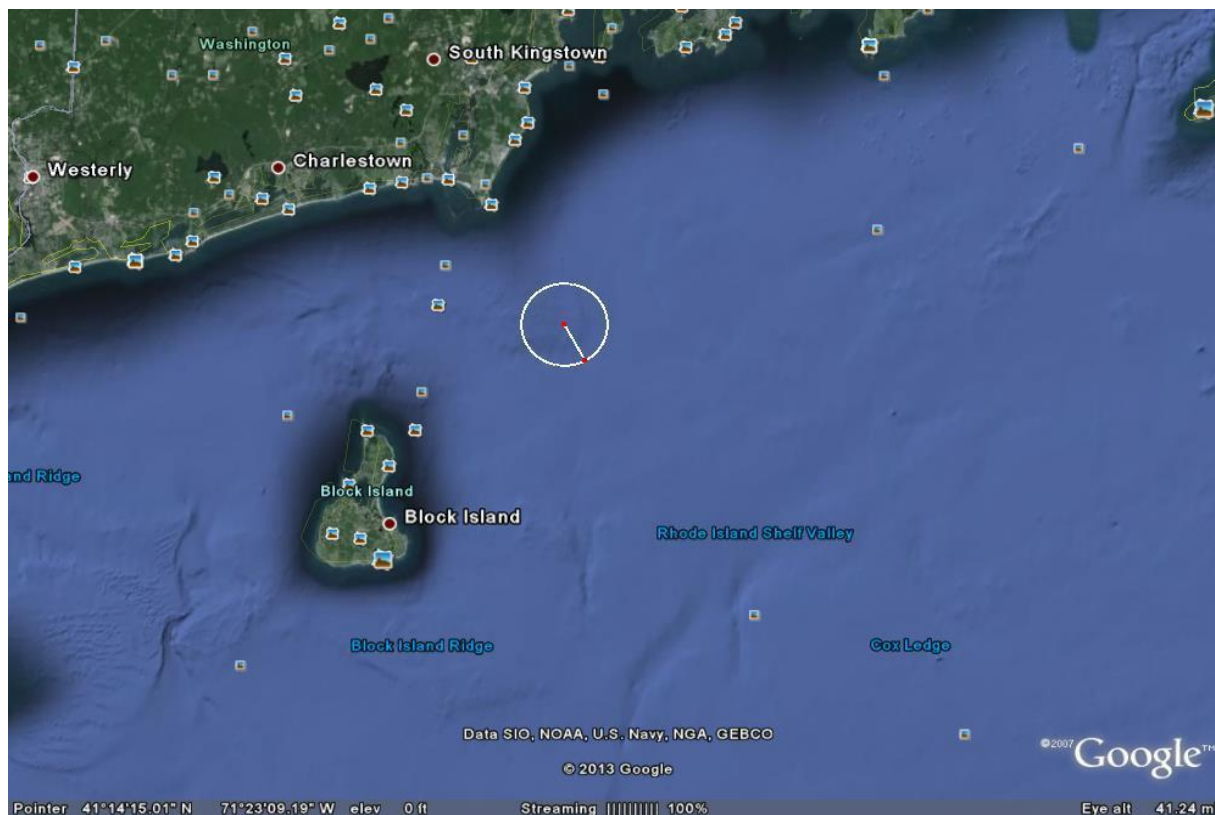 Washington
South Kingstown
Charlestown
Westerly
and Ridge
Block Island
Block Island
Rhode Island Shelf Valley
Block Island Ridge
Cox Ledge
Data SIO, NOAA, U.S. Navy, NGA, GEBCO
© 2013 Google
©2007 Google™
Pointer 41°14'15.01" N 71°23'09.19" W elev 0 ft Streaming |||||||||| 100% Eye alt 41.24 m